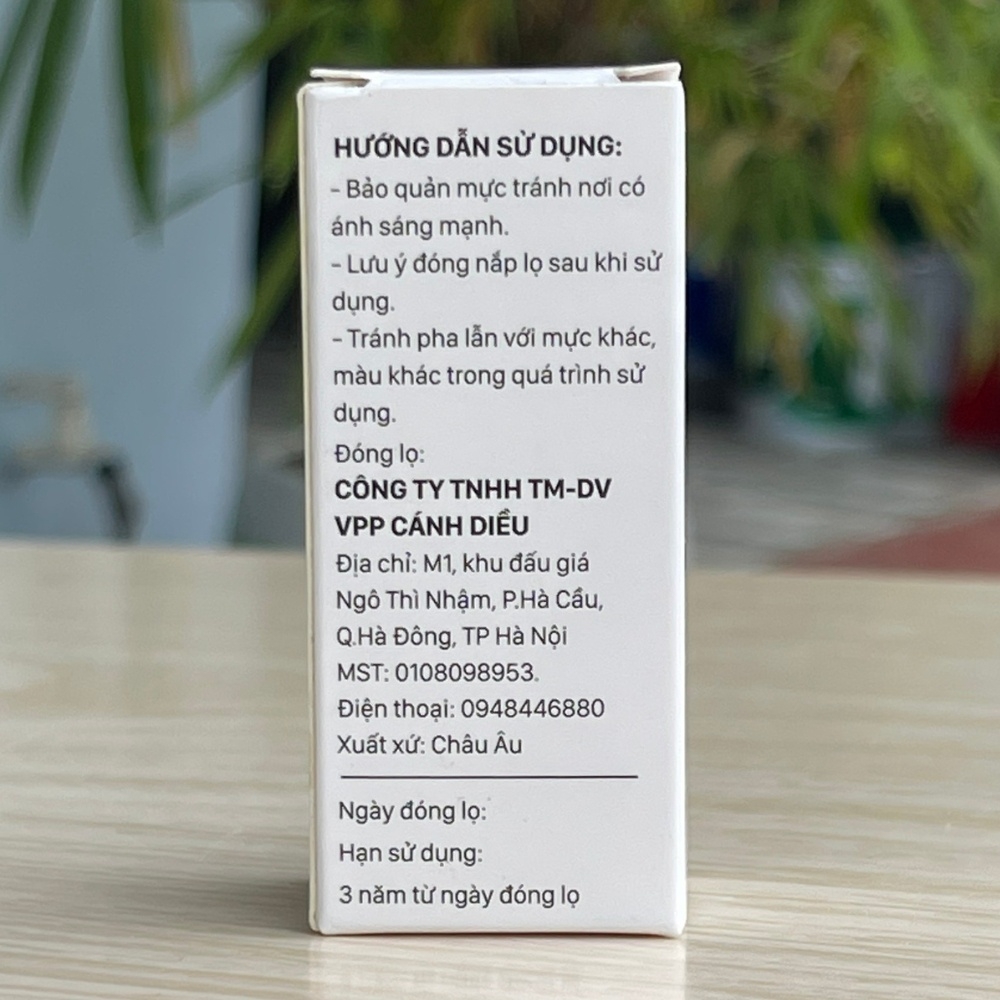 HƯỚNG DẪN SỬ DỤNG:
- Bảo quản mực tránh nơi có
ánh sáng mạnh.
- Lưu ý đóng nắp lọ sau khi sử
dụng.
- Tránh pha lẫn với mực khác,
màu khác trong quá trình sử
dụng.
Đóng lọ:
CÔNG TY TNHH TM-DV
VPP CÁNH DIỀU
Địa chỉ: M1, khu đấu giá
Ngô Thì Nhậm, P.Hà Cầu,
Q.Hà Đông, TP Hà Nội
MST: 0108098953.
Điện thoại: 0948446880
Xuất xứ: Châu Âu
Ngày đóng lọ:
Hạn sử dụng:
3 năm từ ngày đóng lọ